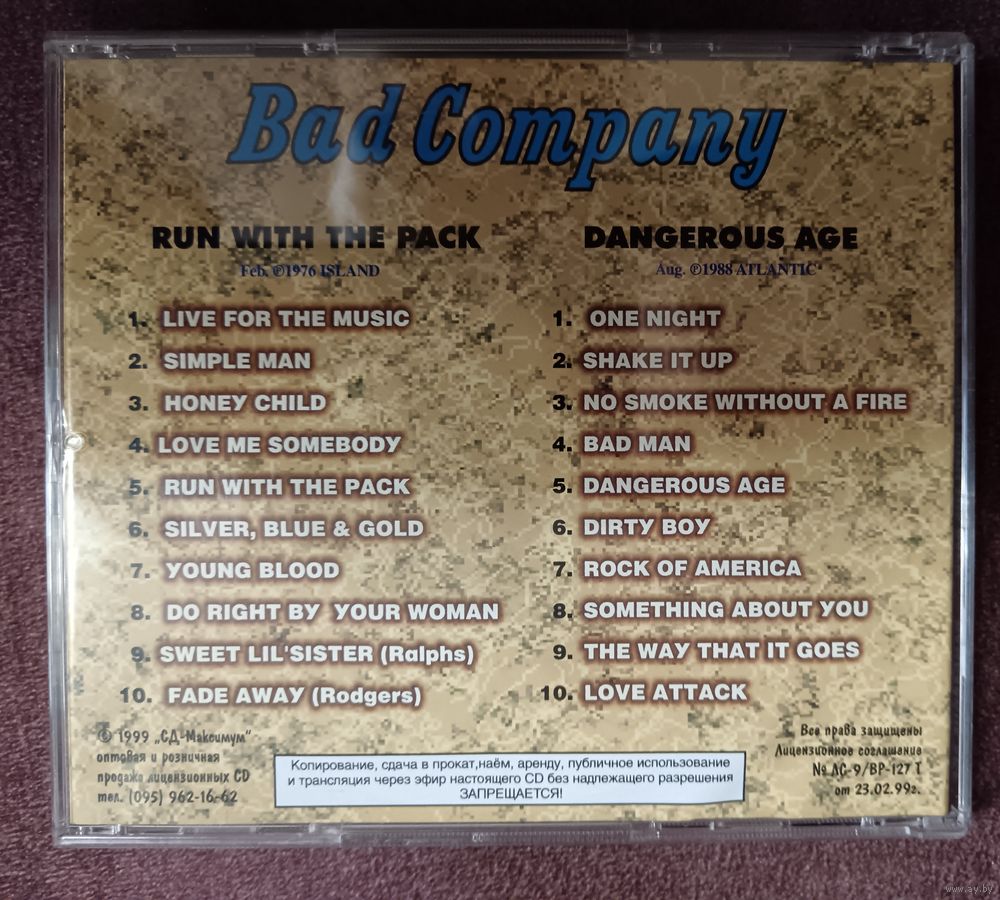 Bad Company
RUN WITH THE PACK
Feb. ℗1976 ISLAND
1. LIVE FOR THE MUSIC
2. SIMPLE MAN
3. HONEY CHILD
4. LOVE ME SOMEBODY
5. RUN WITH THE PACK
6. SILVER, BLUE & GOLD
7. YOUNG BLOOD
8. DO RIGHT BY YOUR WOMAN
9. SWEET LIL'SISTER (Ralphs)
10. FADE AWAY (Rodgers)
DANGEROUS AGE
Aug. ℗1988 ATLANTIC
1. ONE NIGHT
2. SHAKE IT UP
3. NO SMOKE WITHOUT A FIRE
4. BAD MAN
5. DANGEROUS AGE
6. DIRTY BOY
7. ROCK OF AMERICA
8. SOMETHING ABOUT YOU
9. THE WAY THAT IT GOES
10. LOVE ATTACK
© 1999 „СД-Максимум"
оптовая и розничная
продажа лицензионных CD
тел. (095) 962-16-62
Копирование, сдача в прокат,наём, аренду, публичное использование
и трансляция через эфир настоящего CD без надлежащего разрешения
ЗАПРЕЩАЕТСЯ!
Все права защищены
Лицензионное соглашение
№ ЛС-9/ВР-127 Т
от 23.02.99г.
www.ay.by